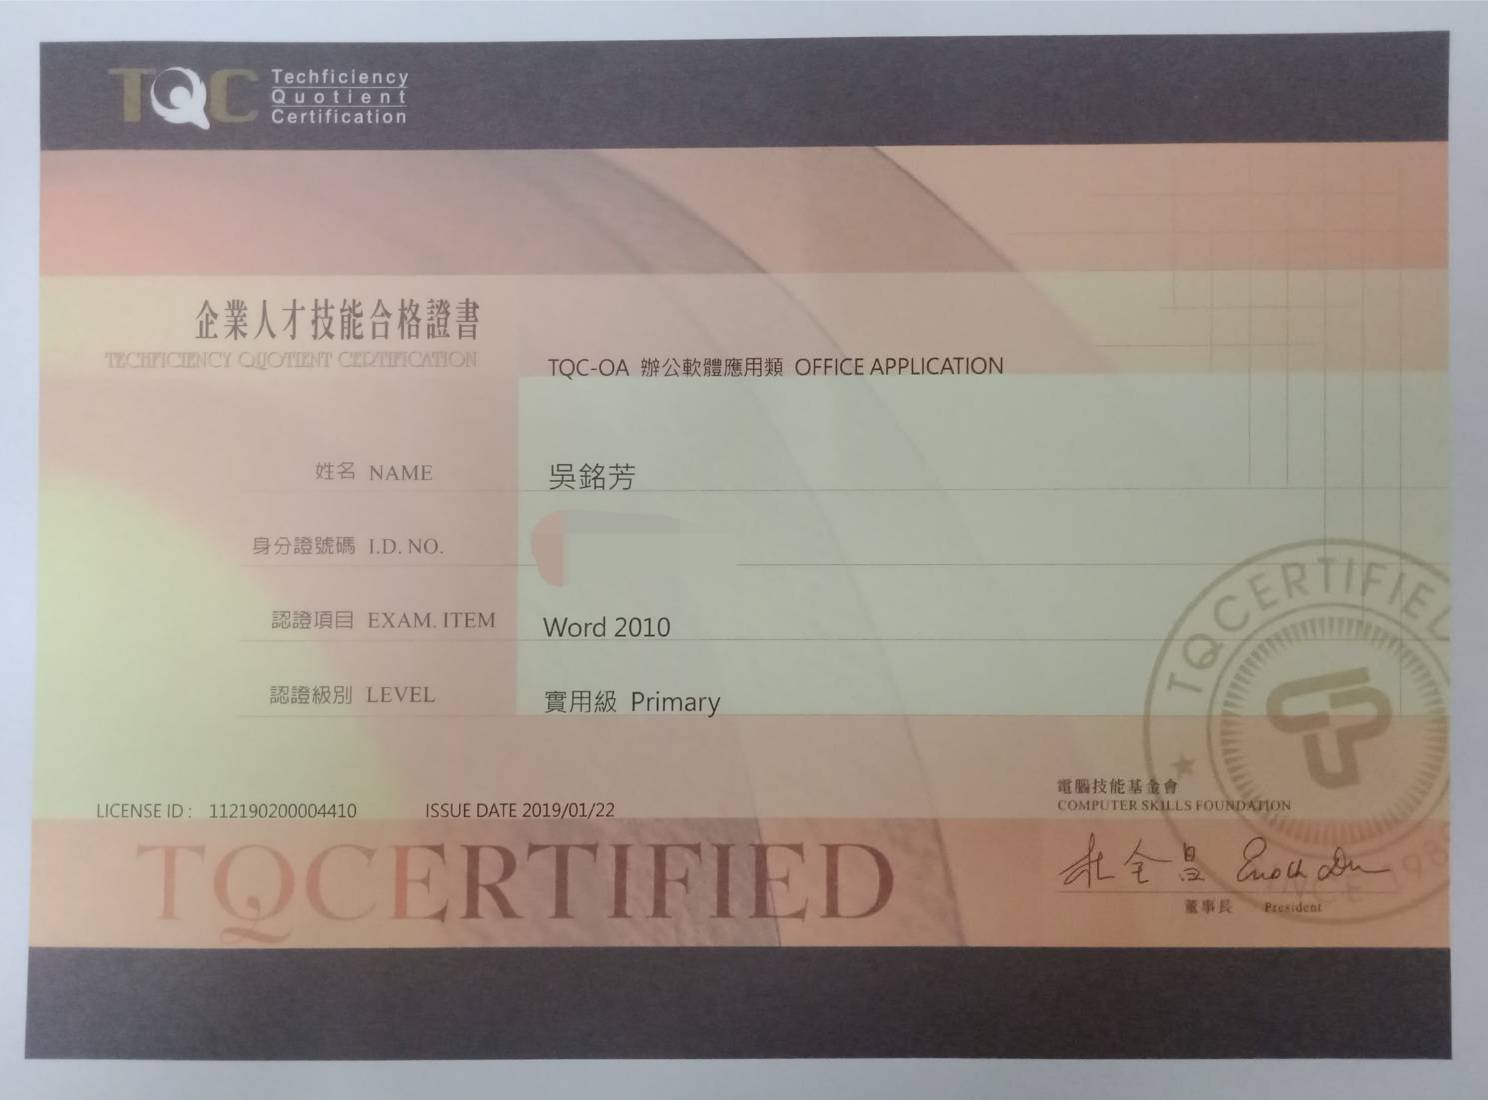 TQC
Techficiency
Quotient
Certification
企業人才技能合格證書
TECHFICIENCY QUOTIENT CERTIFICATION
TQC-OA 辦公軟體應用類 OFFICE APPLICATION
姓名 NAME 吳銘芳
身分證號碼 I.D. NO.
認證項目 EXAM. ITEM Word 2010
認證級別 LEVEL 實用級 Primary
LICENSE ID : 112190200004410 ISSUE DATE 2019/01/22
TQCERTIFIED
電腦技能基金會
COMPUTER SKILLS FOUNDATION
杜全昌
董事長 President
TQCERTIFIED